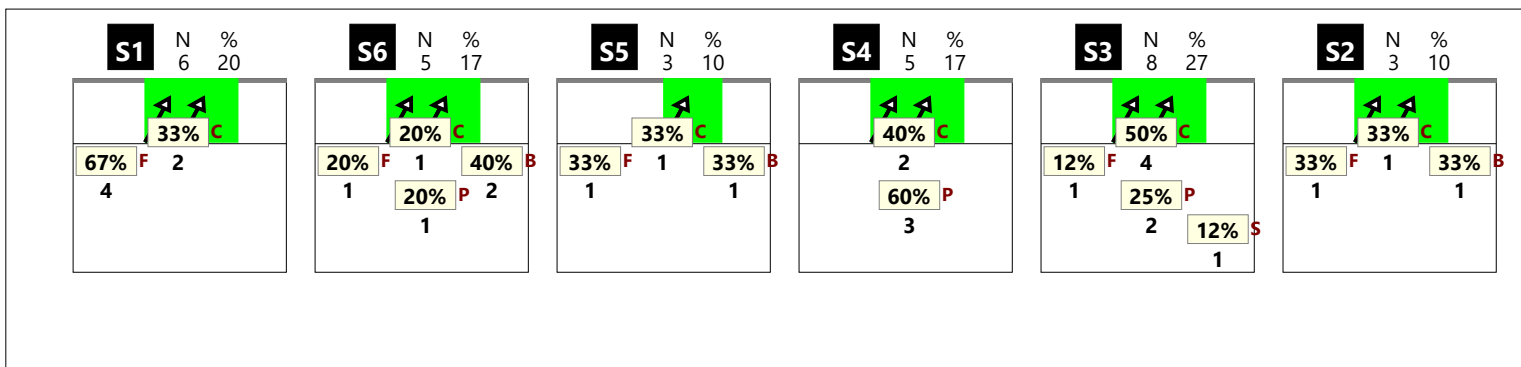 S1 N % S6 N % S5 N % S4 N % S3 N % S2 N %
6 20 5 17 3 10 5 17 8 27 3 10
33% C 20% C 33% C 40% C 50% C 33% C
67% F 2 20% F 1 40% B 33% F 1 33% B 2 12% F 4 33% F 1 33% B
4 1 2 1 1 1 1 1
20% P 60% P 25% P
1 3 2
12% S
1